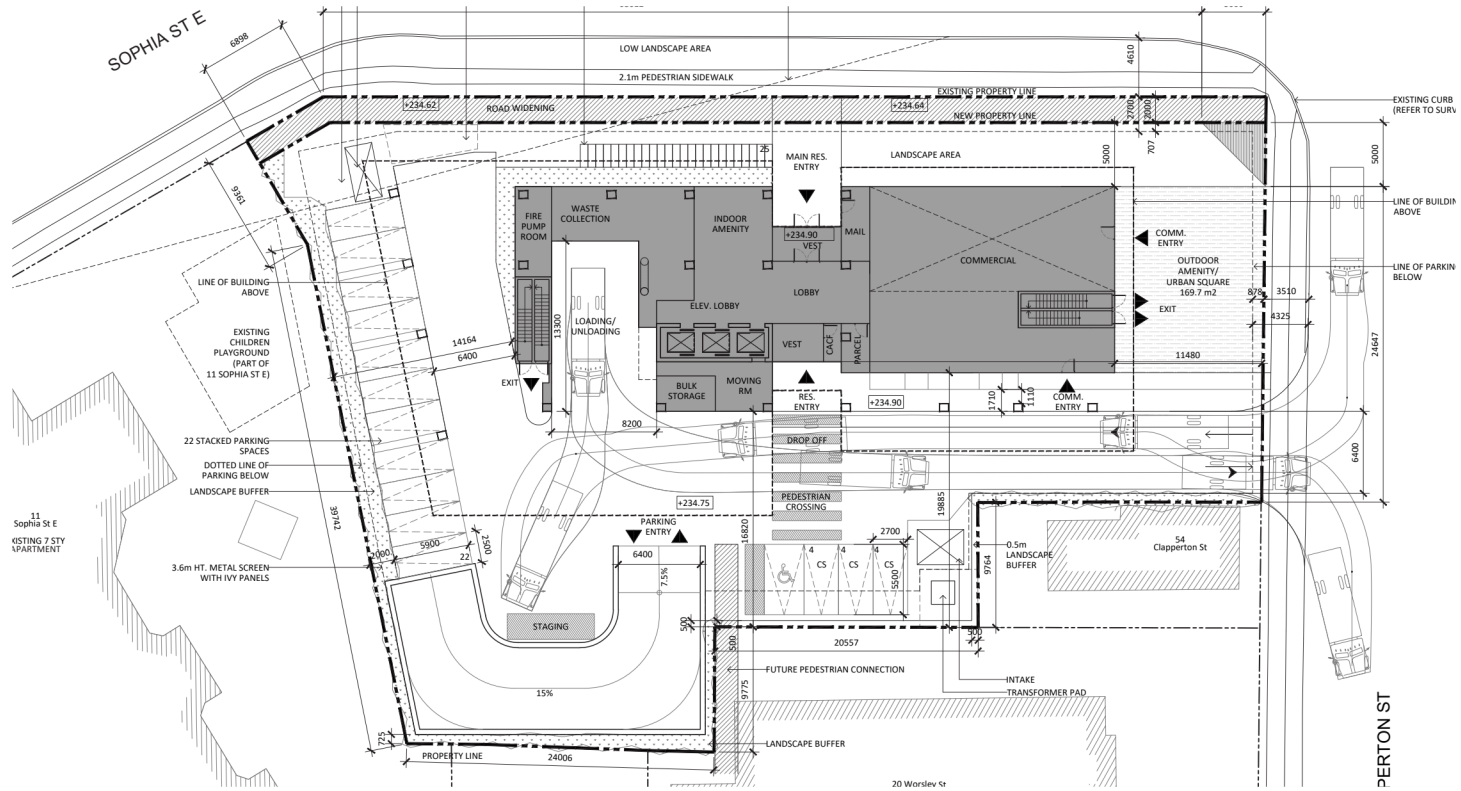 SOPHIA ST E
6898
LOW LANDSCAPE AREA
2.1m PEDESTRIAN SIDEWALK
4610
EXISTING PROPERTY LINE
+234.62
ROAD WIDENING
+234.64
NEW PROPERTY LINE
2700
2000
707
EXISTING CURB
(REFER TO SURV
25
MAIN RES.
ENTRY
LANDSCAPE AREA
5000
5000
9361
FIRE
PUMP
ROOM
WASTE
COLLECTION
INDOOR
AMENITY
+234.90
VEST
MAIL
COMMERCIAL
COMM.
ENTRY
LINE OF BUILDIN
ABOVE
OUTDOOR
AMENITY/
URBAN SQUARE
169.7 m2
LINE OF PARKIN
BELOW
LINE OF BUILDING
ABOVE
ELEV. LOBBY
LOBBY
878
3510
4325
EXIT
EXISTING
CHILDREN
PLAYGROUND
(PART OF
11 SOPHIA ST E)
LOADING/
UNLOADING
13300
14164
6400
VEST
CACF
PARCEL
11480
24647
EXIT
BULK
STORAGE
MOVING
RM
RES.
ENTRY
+234.90
1710
1110
COMM.
ENTRY
8200
DROP OFF
6400
22 STACKED PARKING
SPACES
DOTTED LINE OF
PARKING BELOW
LANDSCAPE BUFFER
+234.75
PEDESTRIAN
CROSSING
19885
11
Sophia St E
XISTING 7 STY
APARTMENT
39742
PARKING
ENTRY
16820
2700
2000
5900
2500
22
6400
7.5%
4
4
4
CS
CS
CS
5500
0.5m
LANDSCAPE
BUFFER
9764
54
Clapperton St
3.6m HT. METAL SCREEN
WITH IVY PANELS
STAGING
500
500
500
20557
FUTURE PEDESTRIAN CONNECTION
INTAKE
TRANSFORMER PAD
15%
9775
725
PROPERTY LINE
24006
LANDSCAPE BUFFER
20 Worsley St
PERTON ST